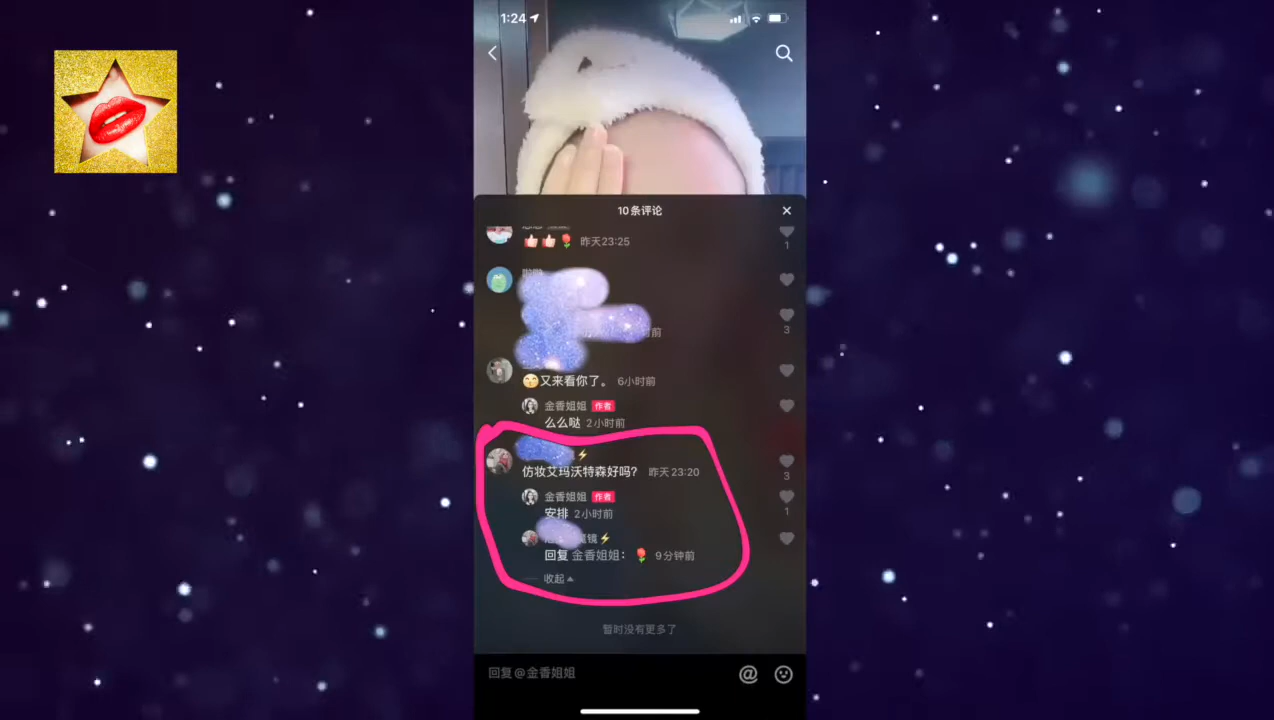 1:24
10条评论
昨天23:25
1
3
前
又来看你了。 6小时前
金香姐姐 作者
么么哒 2小时前
仿妆艾玛沃特森好吗? 昨天23:20
3
金香姐姐 作者
安排 2小时前
1
镜
回复 金香姐姐: 9分钟前
收起
暂时没有更多了
回复@金香姐姐
@